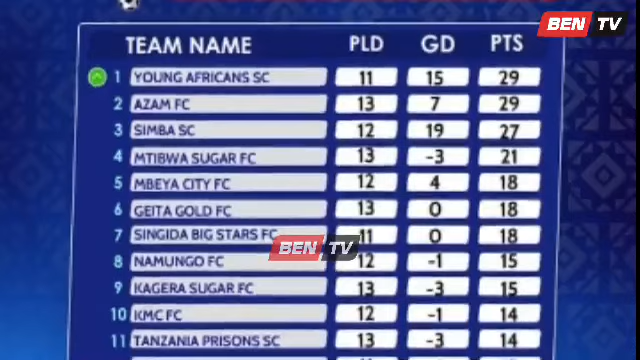 BEN TV
TEAM NAME PLD GD PTS
1 YOUNG AFRICANS SC 11 15 29
2 AZAM FC 13 7 29
3 SIMBA SC 12 19 27
4 MTIBWA SUGAR FC 13 -3 21
5 MBEYA CITY FC 12 4 18
6 GEITA GOLD FC 13 0 18
7 SINGIDA BIG STARS FC 11 0 18
BEN TV
8 NAMUNGO FC 12 -1 15
9 KAGERA SUGAR FC 13 -3 15
10 KMC FC 12 -1 14
11 TANZANIA PRISONS SC 13 -3 14